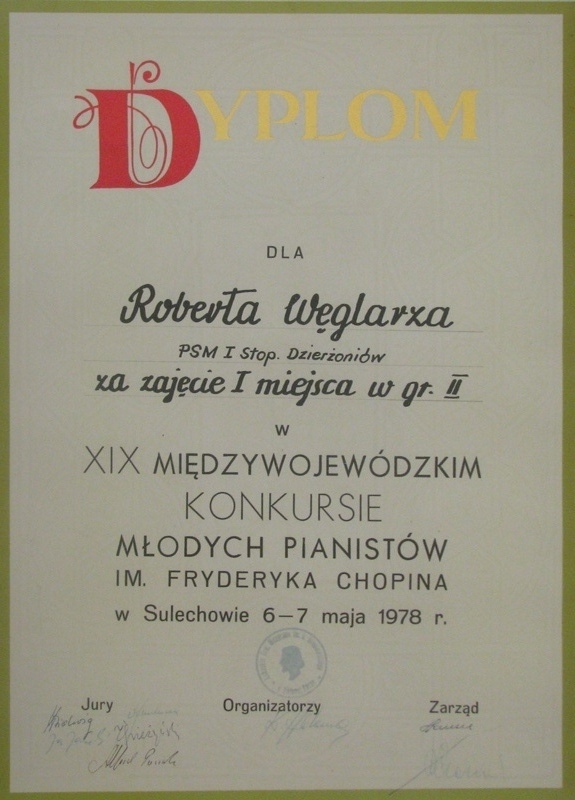 DYPLOM
DLA
Roberta Węglarza
PSM I Stop. Dzierżoniów
za zajęcie I miejsca w gr. II
w
XIX MIĘDZYWOJEWÓDZKIM
KONKURSIE
MŁODYCH PIANISTÓW
IM. FRYDERYKA CHOPINA
w Sulechowie 6–7 maja 1978 r.
Jury Organizatorzy Zarząd